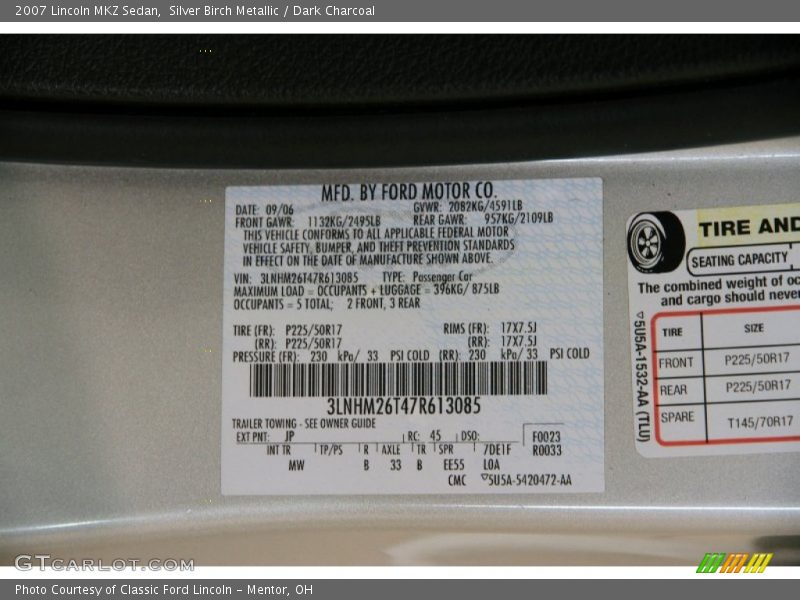 2007 Lincoln MKZ Sedan, Silver Birch Metallic / Dark Charcoal
MFD. BY FORD MOTOR CO.
DATE: 09/06 GVWR: 2082KG/4591LB
FRONT GAWR: 1132KG/2495LB REAR GAWR: 957KG/2109LB
THIS VEHICLE CONFORMS TO ALL APPLICABLE FEDERAL MOTOR
VEHICLE SAFETY, BUMPER, AND THEFT PREVENTION STANDARDS
IN EFFECT ON THE DATE OF MANUFACTURE SHOWN ABOVE.
VIN: 3LNHM26T47R613085 TYPE: Passenger Car
MAXIMUM LOAD = OCCUPANTS + LUGGAGE = 396KG/ 875LB
OCCUPANTS = 5 TOTAL; 2 FRONT, 3 REAR
TIRE (FR): P225/50R17 RIMS (FR): 17X7.5J
(RR): P225/50R17 (RR): 17X7.5J
PRESSURE (FR): 230 kPa/ 33 PSI COLD (RR): 230 kPa/ 33 PSI COLD
3LNHM26T47R613085
TRAILER TOWING - SEE OWNER GUIDE
EXT PNT: JP RC: 45 DSO: F0023
INT TR TP/PS R AXLE TR SPR 7DE1F R0033
MW B 33 B EE55 LOA
CMC ▽5U5A-5420472-AA
TIRE AND
SEATING CAPACITY
The combined weight of oc
and cargo should never
▽5U5A-1532-AA (TLU)
TIRE SIZE
FRONT P225/50R17
REAR P225/50R17
SPARE T145/70R17
GTCarLot.com
Photo Courtesy of Classic Ford Lincoln - Mentor, OH